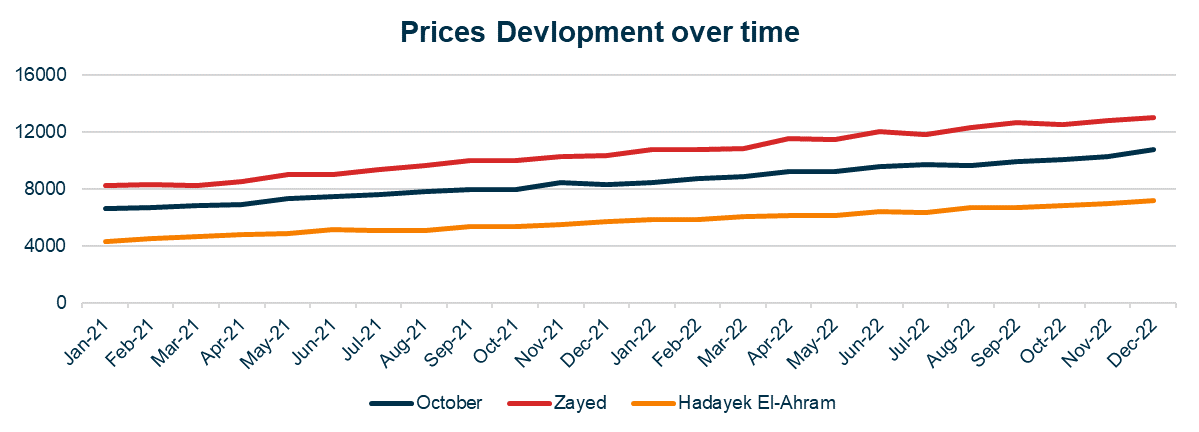 Prices Devlopment over time
16000
12000
8000
4000
0
Jan-21 Feb-21 Mar-21 Apr-21 May-21 Jun-21 Jul-21 Aug-21 Sep-21 Oct-21 Nov-21 Dec-21 Jan-22 Feb-22 Mar-22 Apr-22 May-22 Jun-22 Jul-22 Aug-22 Sep-22 Oct-22 Nov-22 Dec-22
October Zayed Hadayek El-Ahram